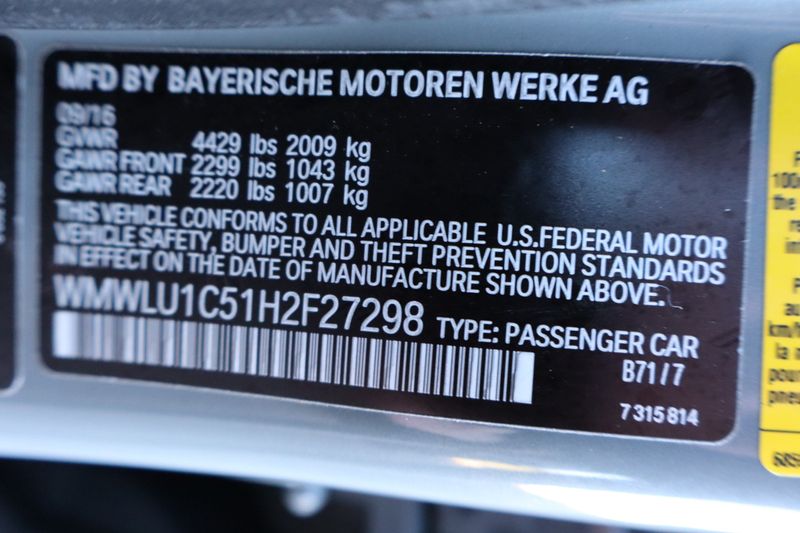 MFD BY BAYERISCHE MOTOREN WERKE AG
09/16
GVWR 4429 lbs 2009 kg
GAWR FRONT 2299 lbs 1043 kg
GAWR REAR 2220 lbs 1007 kg
THIS VEHICLE CONFORMS TO ALL APPLICABLE U.S.FEDERAL MOTOR
VEHICLE SAFETY, BUMPER AND THEFT PREVENTION STANDARDS
IN EFFECT ON THE DATE OF MANUFACTURE SHOWN ABOVE.
WMWLU1C51H2F27298 TYPE: PASSENGER CAR
B71/7
7 315 814
the
la